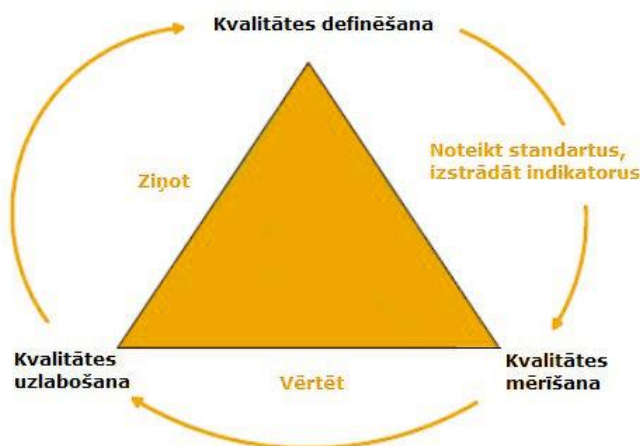 Kvalitātes definēšana
Noteikt standartus,
izstrādāt indikatorus
Ziņot
Kvalitātes
uzlabošana
Vērtēt
Kvalitātes
mērīšana